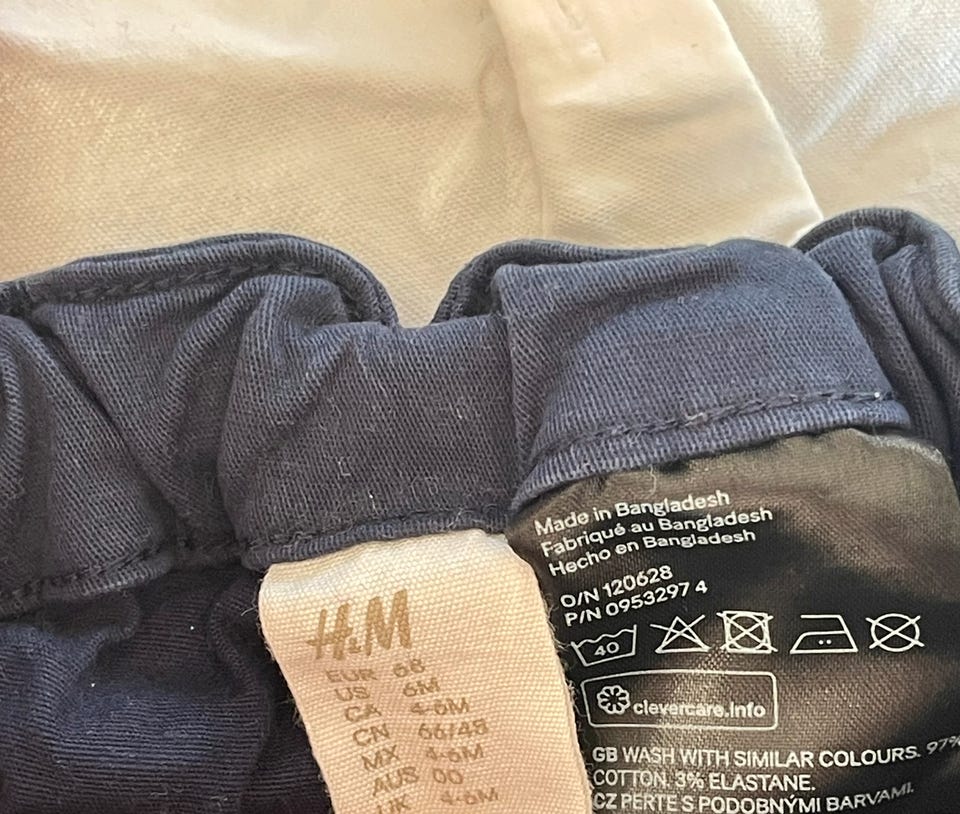 H&M
EUR 68
US 6M
CA 4-6M
CN 66/48
MX 4-6M
AUS 00
UK 4-6M
Made in Bangladesh
Fabriqué au Bangladesh
Hecho en Bangladesh
O/N 120628
P/N 0953297 4
40
clevercare.info
GB WASH WITH SIMILAR COLOURS. 97%
COTTON. 3% ELASTANE.
CZ PERTE S PODOBNÝMI BARVAMI.